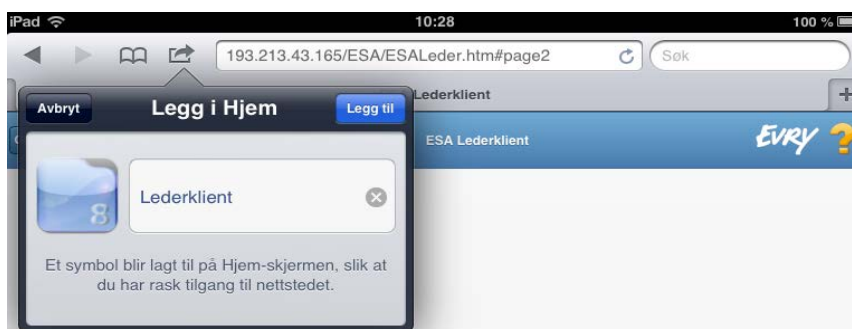 iPad 10:28 100 %
193.213.43.165/ESA/ESALeder.htm#page2 Søk
Lederklient
Avbryt Legg i Hjem Legg til
ESA Lederklient EVRY ?
8 Lederklient
Et symbol blir lagt til på Hjem-skjermen, slik at
du har rask tilgang til nettstedet.